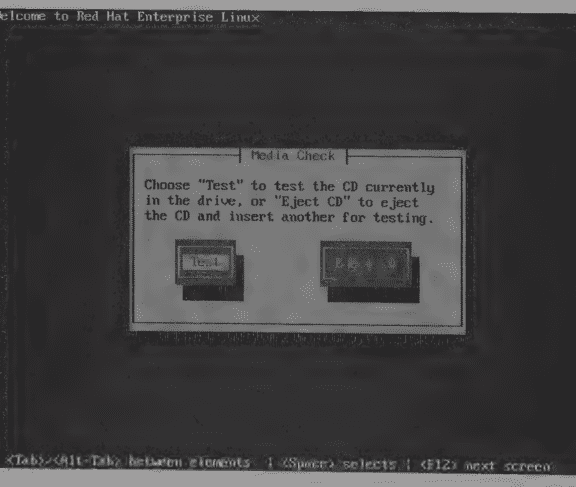 elcome to Red Hat Enterprise Linux
Media Check
Choose "Test" to test the CD currently
in the drive, or "Eject CD" to eject
the CD and insert another for testing.
Test
<Tab>/<Alt-Tab> between elements | <Space> selects | <F12> next screen